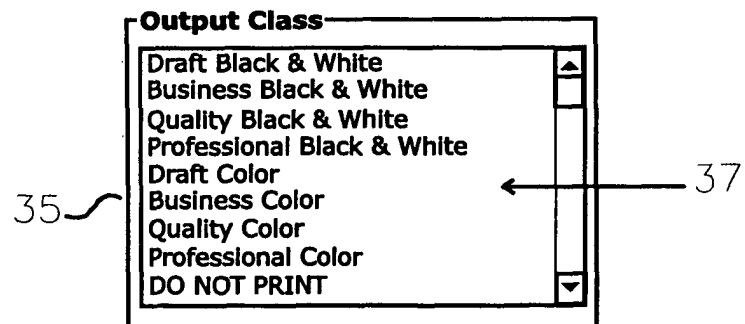 Output Class
Draft Black & White
Business Black & White
Quality Black & White
Professional Black & White
Draft Color
35
37
Business Color
Quality Color
Professional Color
DO NOT PRINT